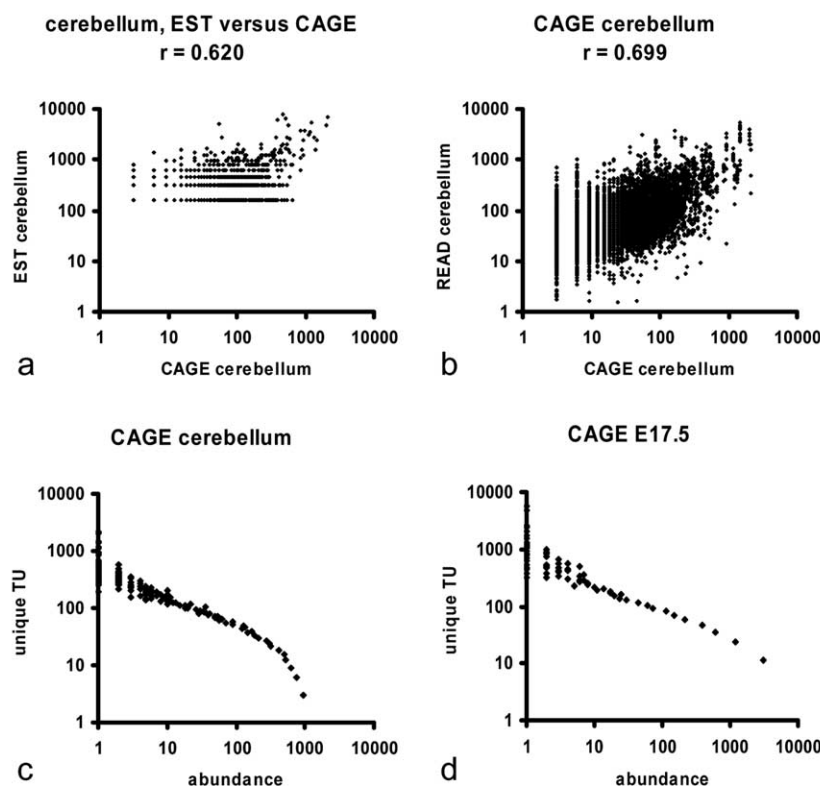 cerebellum, EST versus CAGE
r = 0.620
10000
1000
100
10
1
EST cerebellum
1
10
100
1000
10000
CAGE cerebellum
a
CAGE cerebellum
r = 0.699
10000
1000
100
10
1
READ cerebellum
1
10
100
1000
10000
CAGE cerebellum
b
CAGE cerebellum
10000
1000
100
10
1
unique TU
1
10
100
1000
10000
abundance
c
CAGE E17.5
10000
1000
100
10
1
unique TU
1
10
100
1000
10000
abundance
d